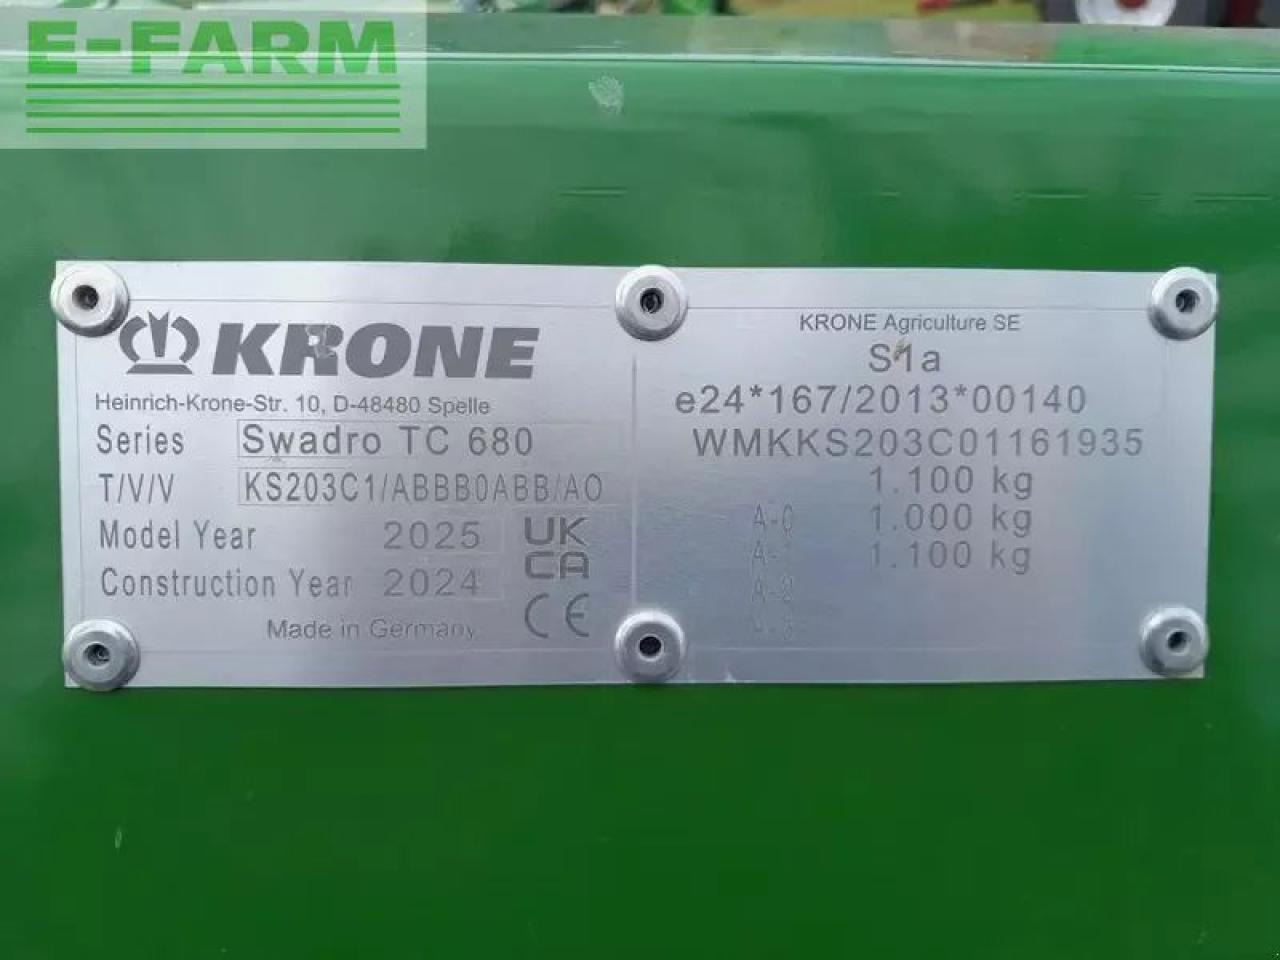 E-FARM
KRONE
Heinrich-Krone-Str. 10, D-48480 Spelle
Series Swadro TC 680
T/V/V KS203C1/ABBB0ABB/AO
Model Year 2025
UK
CA
Construction Year 2024
CE
Made in Germany
KRONE Agriculture SE
S1a
e24*167/2013*00140
WMKKS203C01161935
1.100 kg
A-0 1.000 kg
A-1 1.100 kg
A-2
A-3